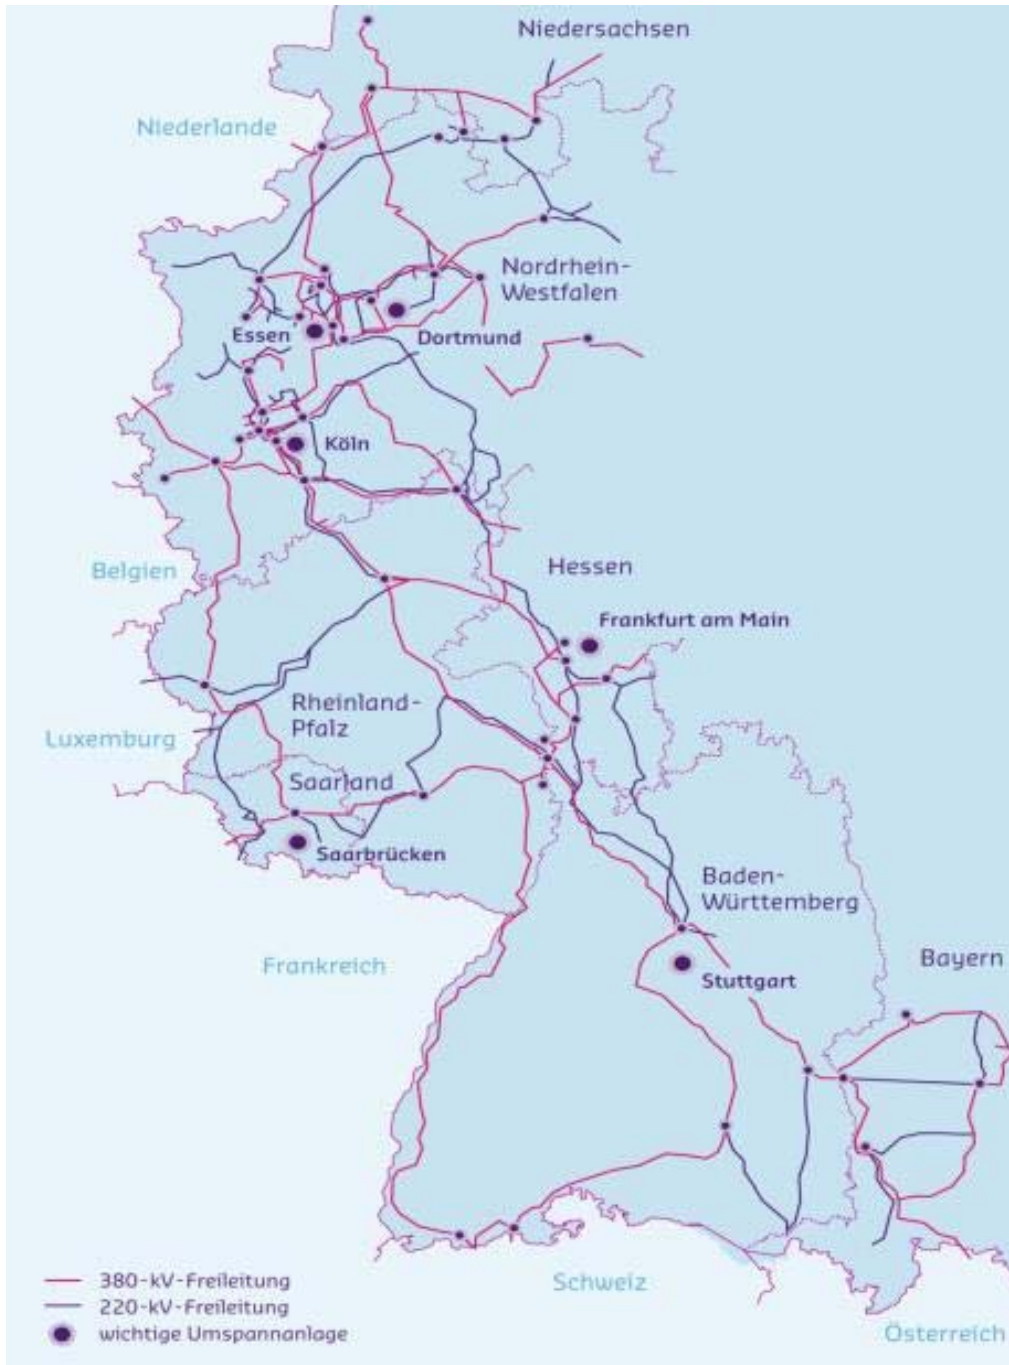 Niedersachsen
Niederlande
Nordrhein-
Westfalen
Essen
Dortmund
Köln
Belgien
Hessen
Frankfurt am Main
Rheinland-
Pfalz
Luxemburg
Saarland
Saarbrücken
Baden-
Württemberg
Frankreich
Bayern
Stuttgart
380-kV-Freileitung
220-kV-Freileitung
wichtige Umspannanlage
Schweiz
Österreich